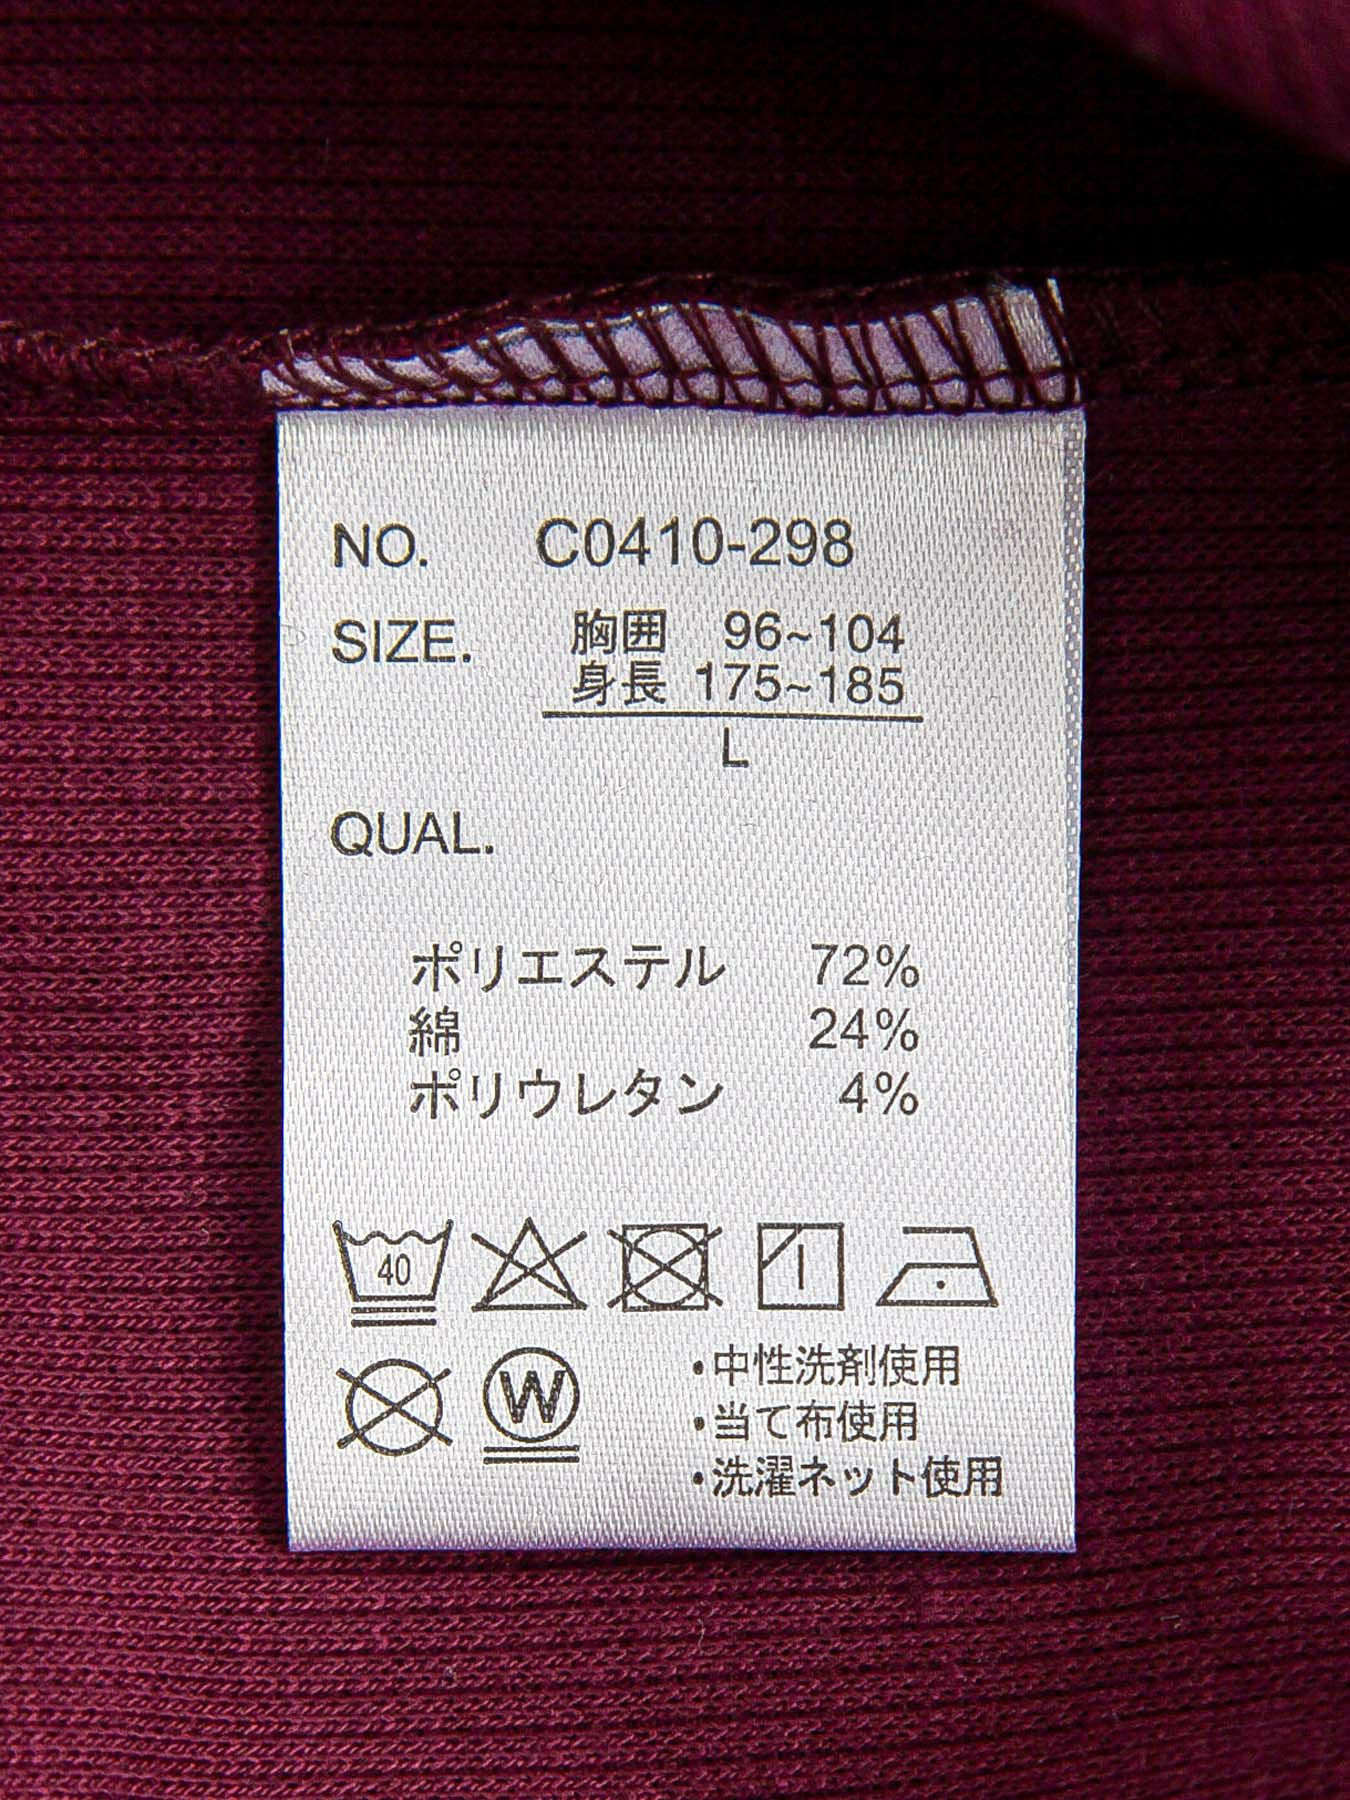 NO. C0410-298
SIZE. 胸囲 96~104
身長 175~185
L
QUAL.
ポリエステル 72%
綿 24%
ポリウレタン 4%
40
W
・中性洗剤使用
・当て布使用
・洗濯ネット使用